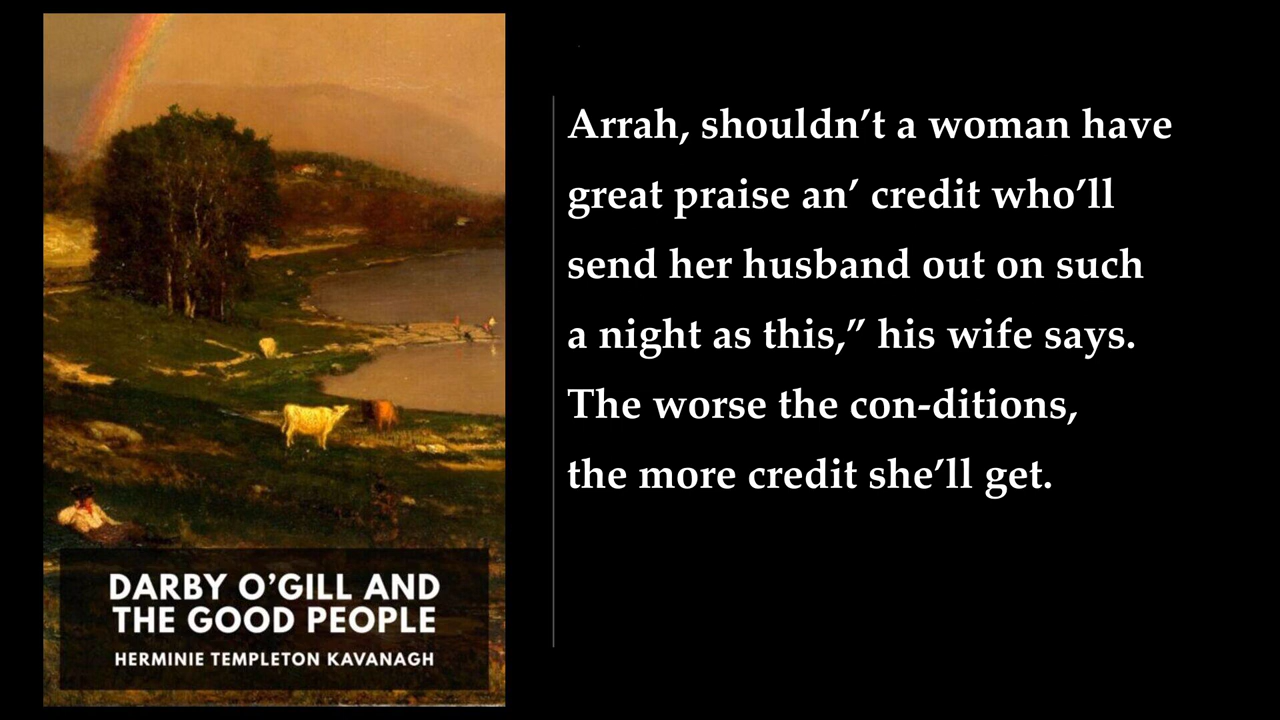 Arrah, shouldn’t a woman have
great praise an’ credit who’ll
send her husband out on such
a night as this,” his wife says.
The worse the con-ditions,
the more credit she’ll get.
DARBY O’GILL AND
THE GOOD PEOPLE
HERMINIE TEMPLETON KAVANAGH